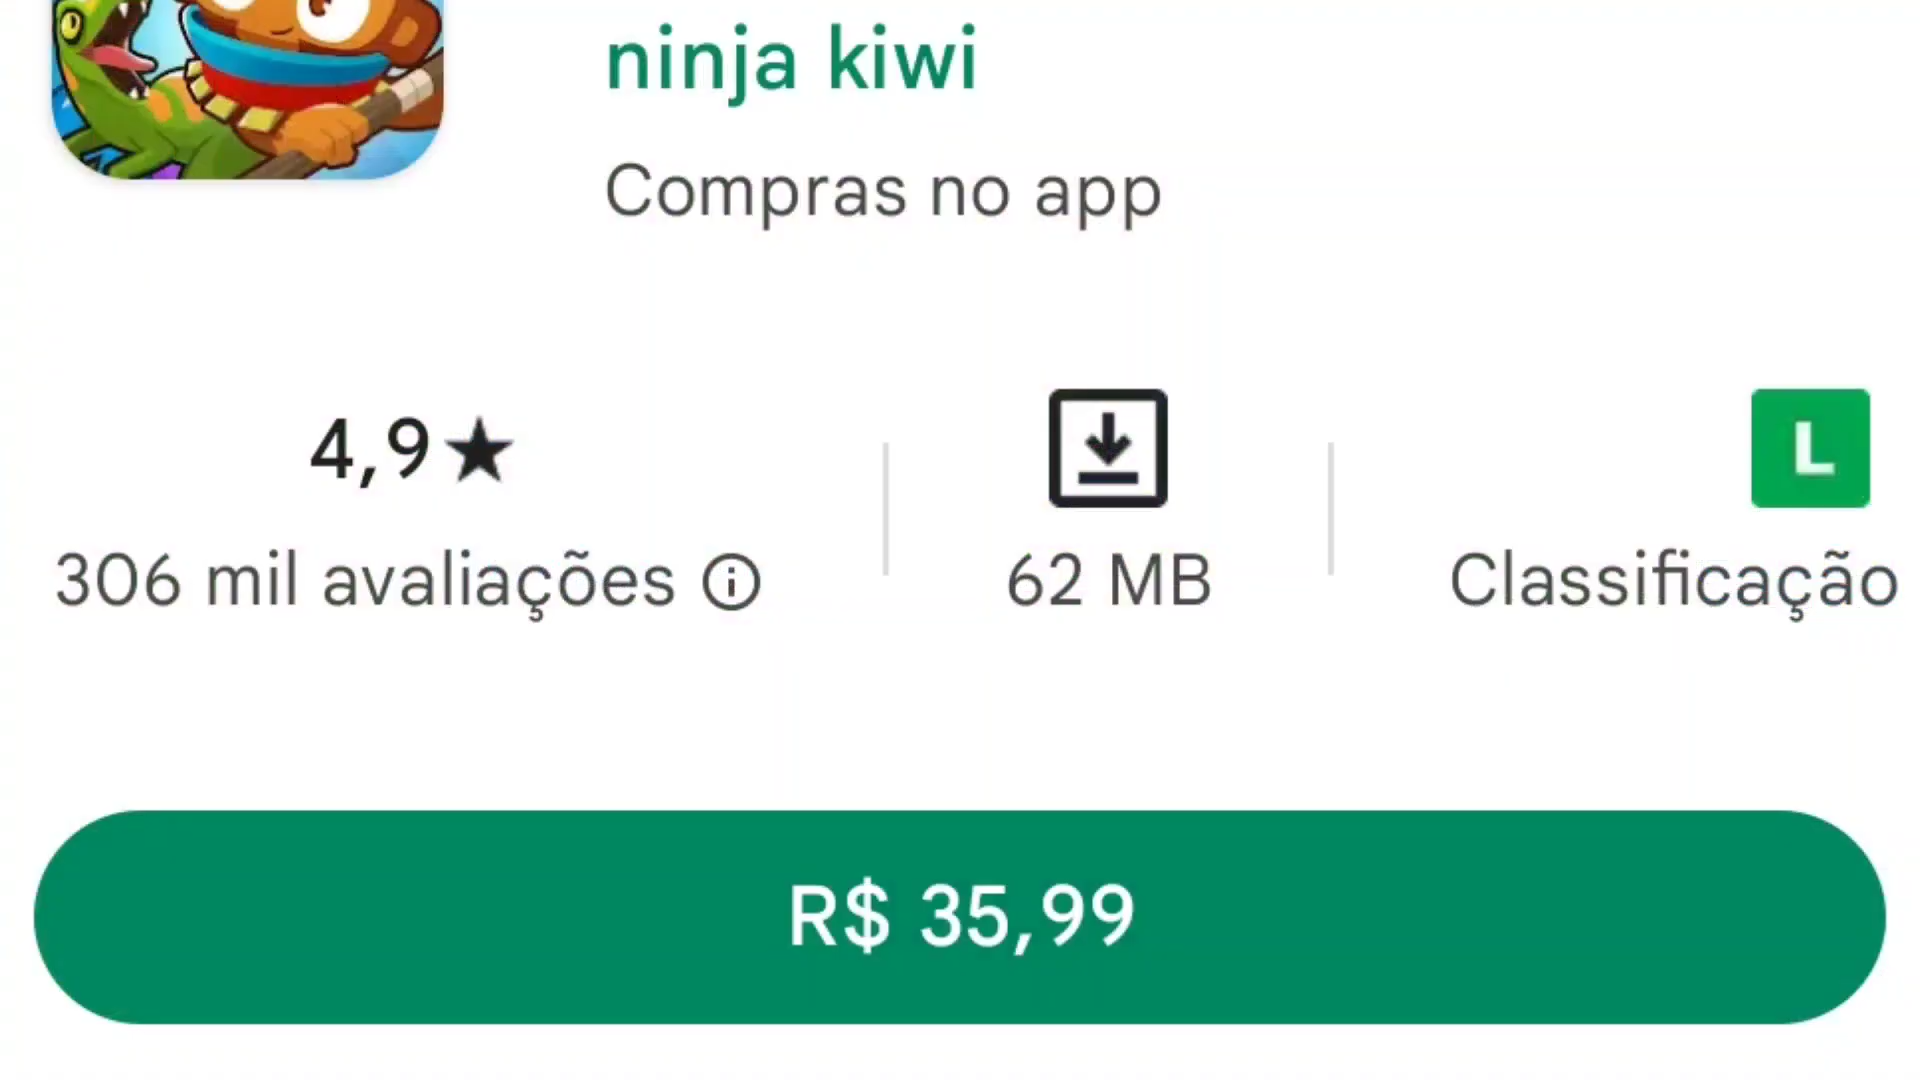 ninja kiwi
Compras no app
4,9★
306 mil avaliações
62 MB
L
Classificação
R$ 35,99